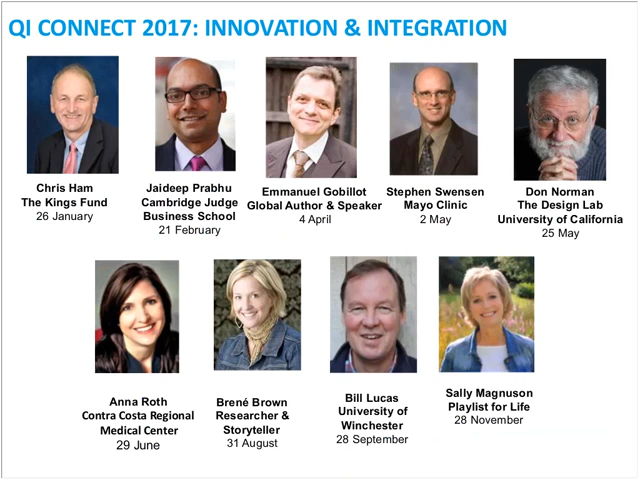 QI CONNECT 2017: INNOVATION & INTEGRATION
Chris Ham
The Kings Fund
26 January
Jaideep Prabhu
Cambridge Judge
Business School
21 February
Emmanuel Gobillot
Global Author & Speaker
4 April
Stephen Swensen
Mayo Clinic
2 May
Don Norman
The Design Lab
University of California
25 May
Anna Roth
Contra Costa Regional
Medical Center
29 June
Brené Brown
Researcher &
Storyteller
31 August
Bill Lucas
University of
Winchester
28 September
Sally Magnuson
Playlist for Life
28 November